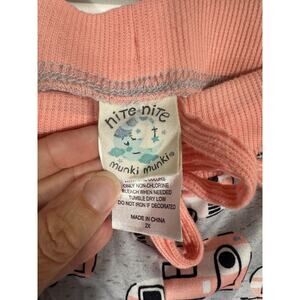 nite nite
munki munki®
ONLY NON-CHLORINE
BLEACH WHEN NEEDED
TUMBLE DRY LOW
DO NOT IRON IF DECORATED
MADE IN CHINA
2X